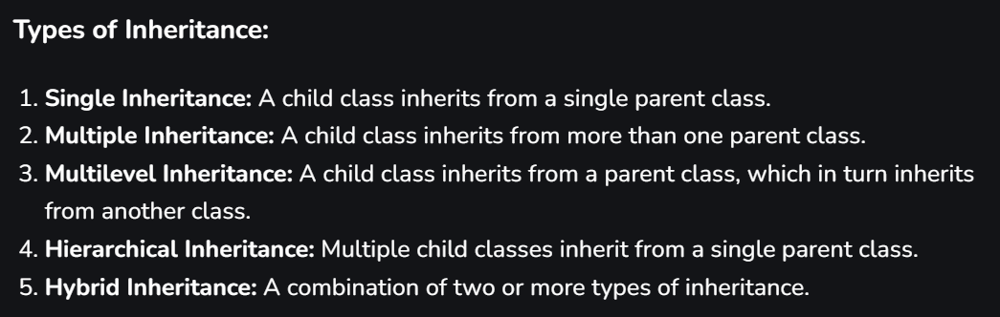 Types of Inheritance:
1. Single Inheritance: A child class inherits from a single parent class.
2. Multiple Inheritance: A child class inherits from more than one parent class.
3. Multilevel Inheritance: A child class inherits from a parent class, which in turn inherits
from another class.
4. Hierarchical Inheritance: Multiple child classes inherit from a single parent class.
5. Hybrid Inheritance: A combination of two or more types of inheritance.